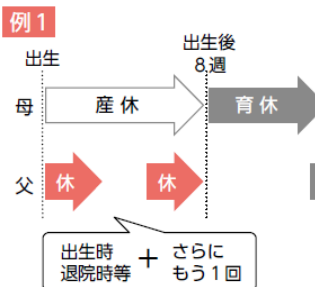 例1
出生
出生後
8週
母
産休
育休
父
休
休
出生時
退院時等
＋
さらに
もう1回